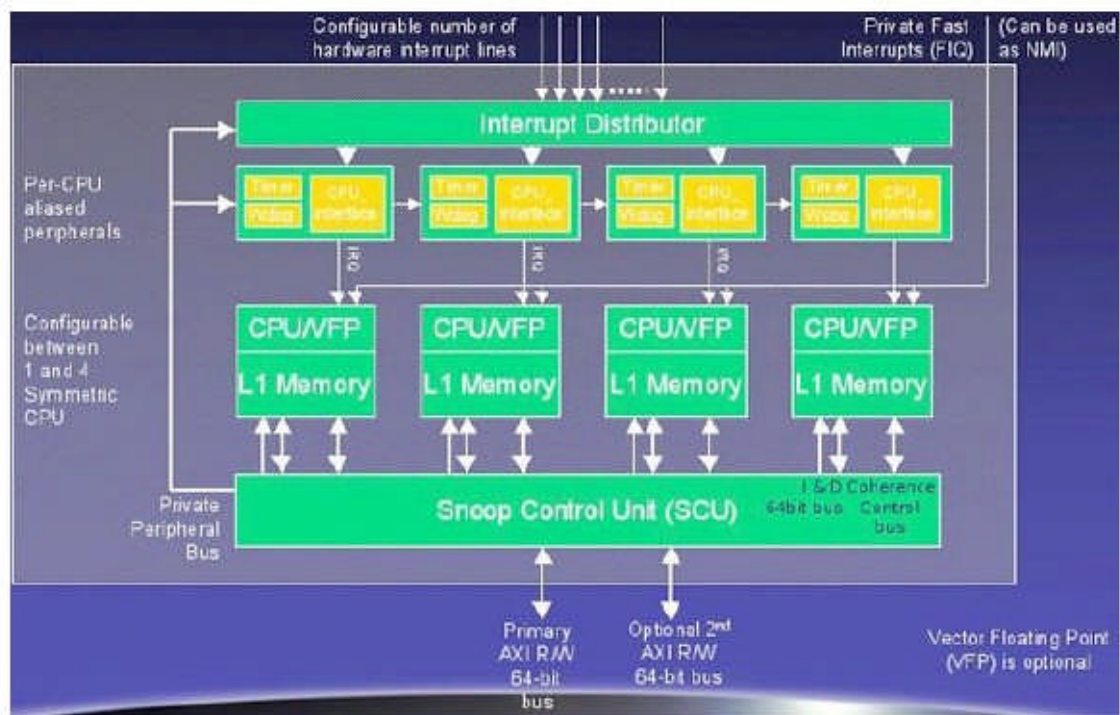 Configurable number of
hardware interrupt lines
Private Fast
Interrupts (FIQ)
(Can be used
as NMI)
Interrupt Distributor
Per-CPU
aliased
peripherals
Timer
Wdog
CPU
interface
Timer
Wdog
CPU
interface
Timer
Wdog
CPU
interface
Timer
Wdog
CPU
interface
IRQ
IRQ
IRQ
Configurable
between
1 and 4
Symmetric
CPU
CPU/VFP
L1 Memory
CPU/VFP
L1 Memory
CPU/VFP
L1 Memory
CPU/VFP
L1 Memory
Private
Peripheral
Bus
Snoop Control Unit (SCU)
I & D
64bit bus
Coherence
Control
bus
Primary
AXI R/W
64-bit
bus
Optional 2nd
AXI R/W
64-bit bus
Vector Floating Point
(VFP) is optional